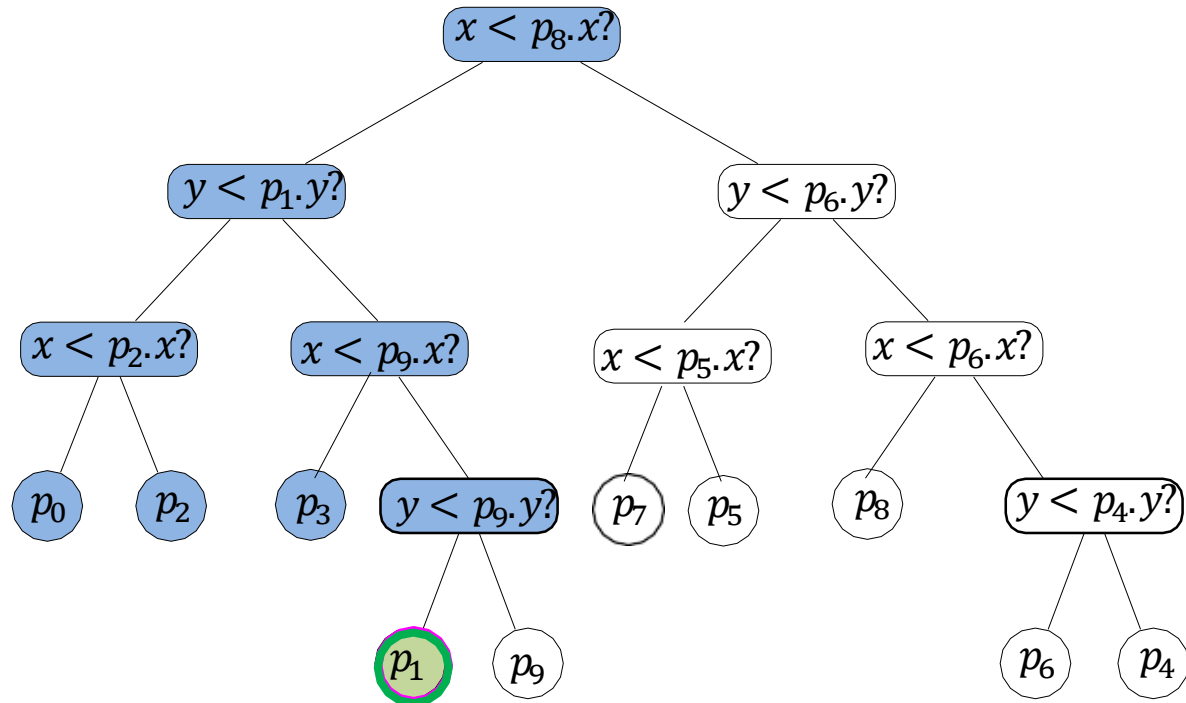 x < p₈.x?
y < p₁.y?
y < p₆.y?
x < p₂.x?
x < p₉.x?
x < p₅.x?
x < p₆.x?
p₀
p₂
p₃
y < p₉.y?
p₇
p₅
p₈
y < p₄.y?
p₁
p₉
p₆
p₄